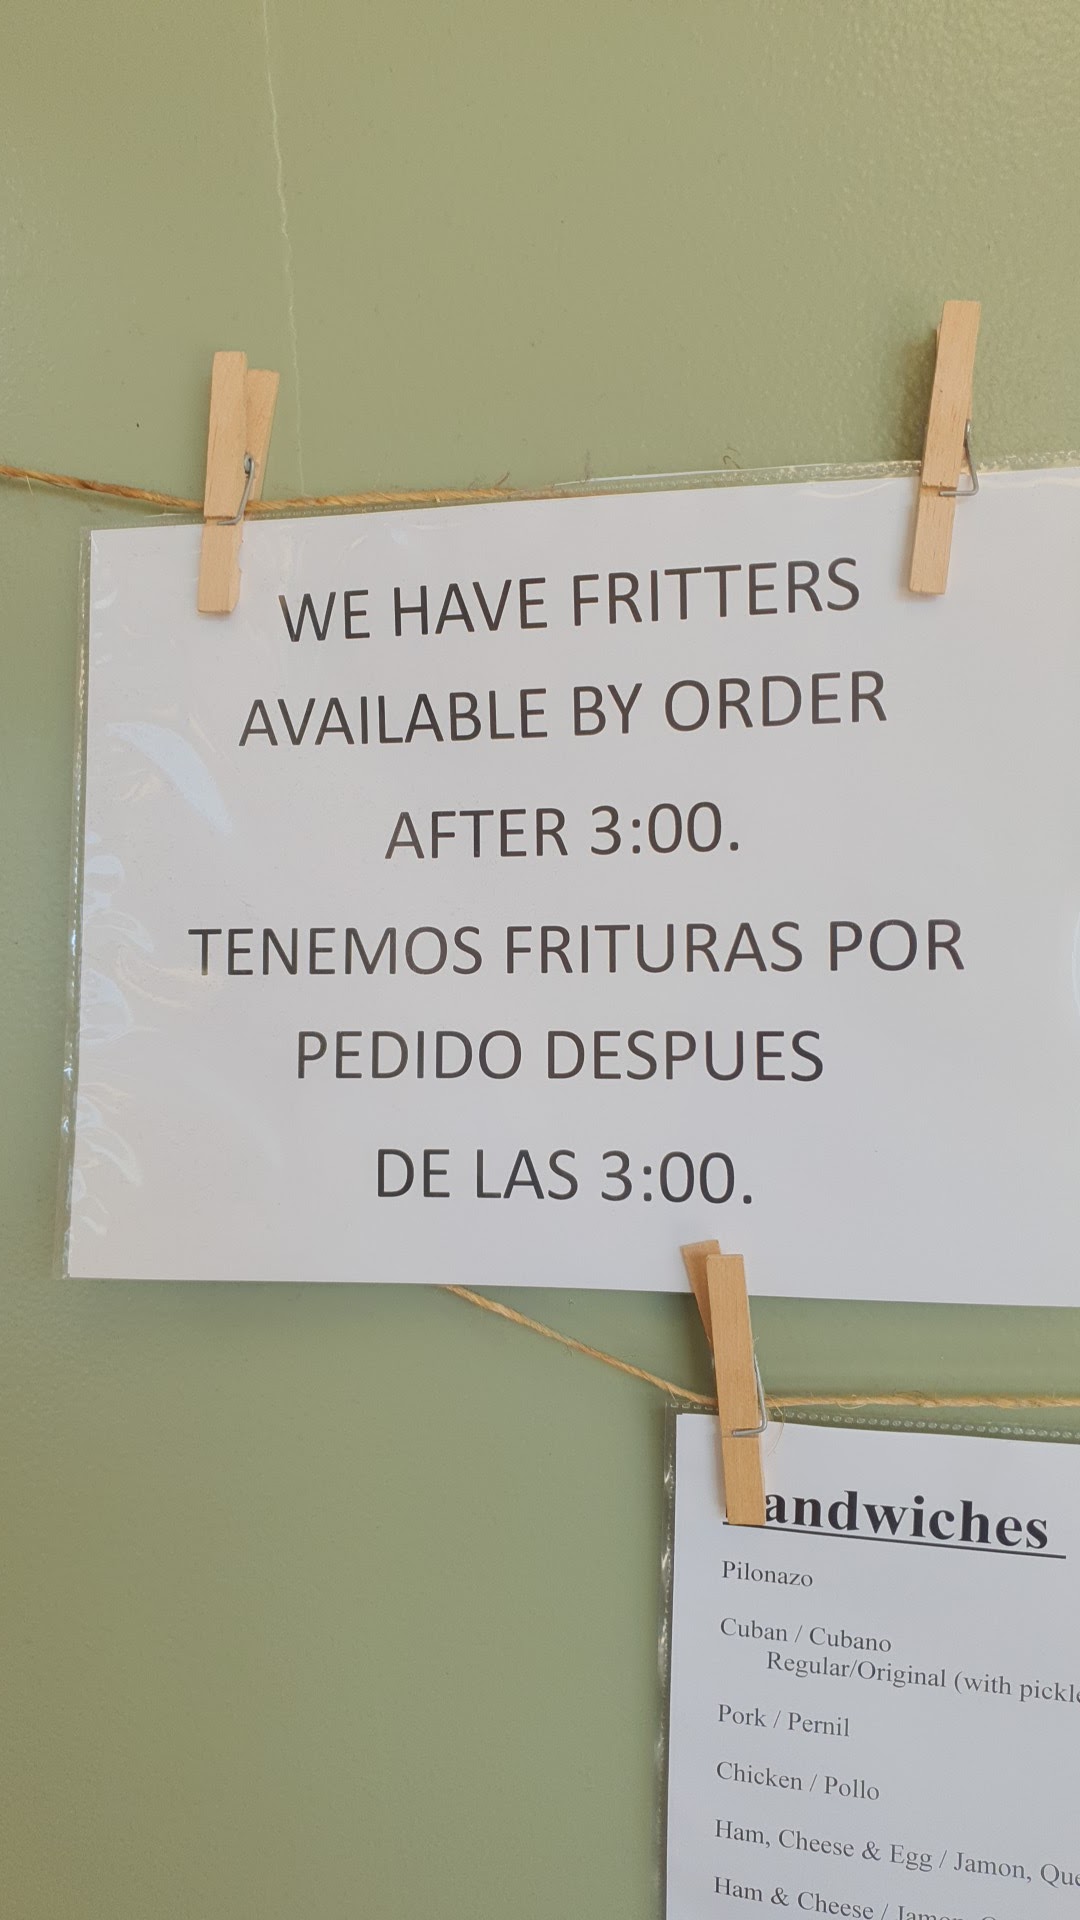 WE HAVE FRITTERS
AVAILABLE BY ORDER
AFTER 3:00.
TENEMOS FRITURAS POR
PEDIDO DESPUES
DE LAS 3:00.
andwiches
Pilonazo
Cuban / Cubano
Regular/Original (with pickle
Pork / Pernil
Chicken / Pollo
Ham, Cheese & Egg / Jamon, Que
Ham & Cheese /